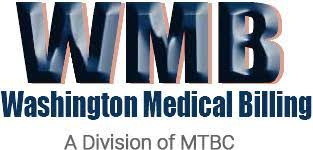 WMB
Washington Medical Billing
A Division of MTBC